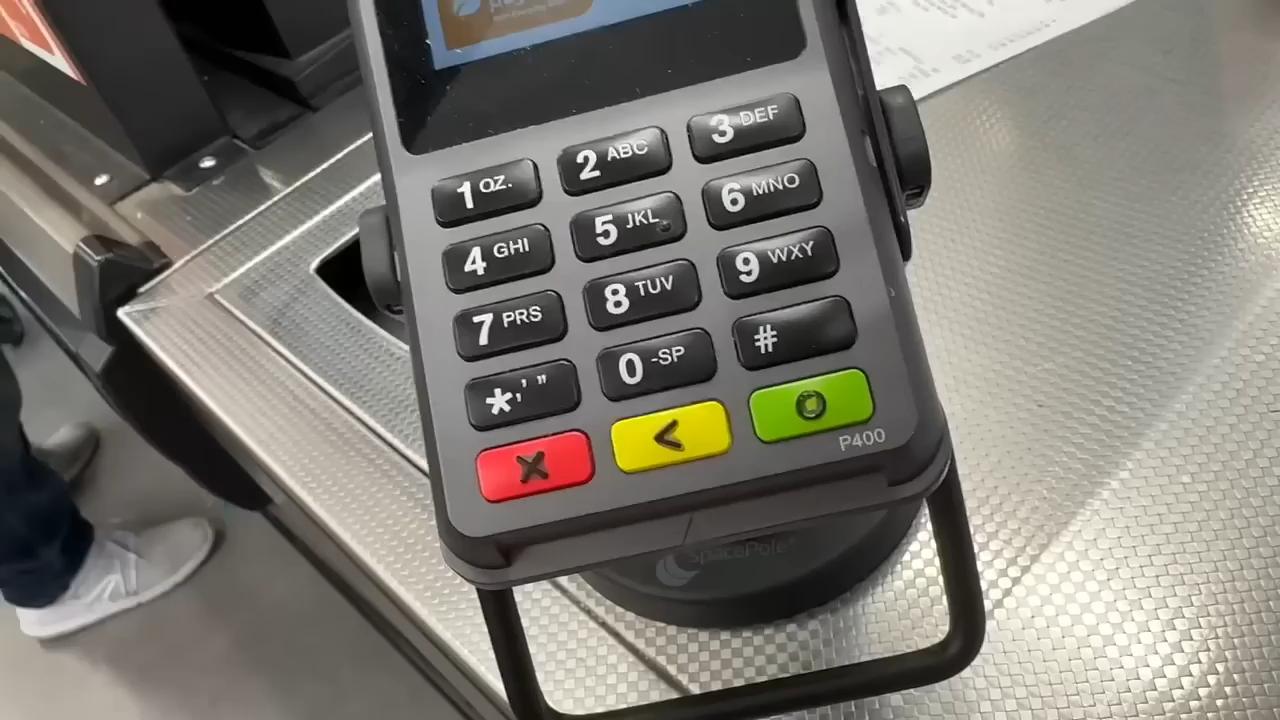 1 QZ.
2 ABC
3 DEF
4 GHI
5 JKL
6 MNO
7 PRS
8 TUV
9 WXY
*;'"
0 -SP
#
X
<
O
P400
SpacePole®